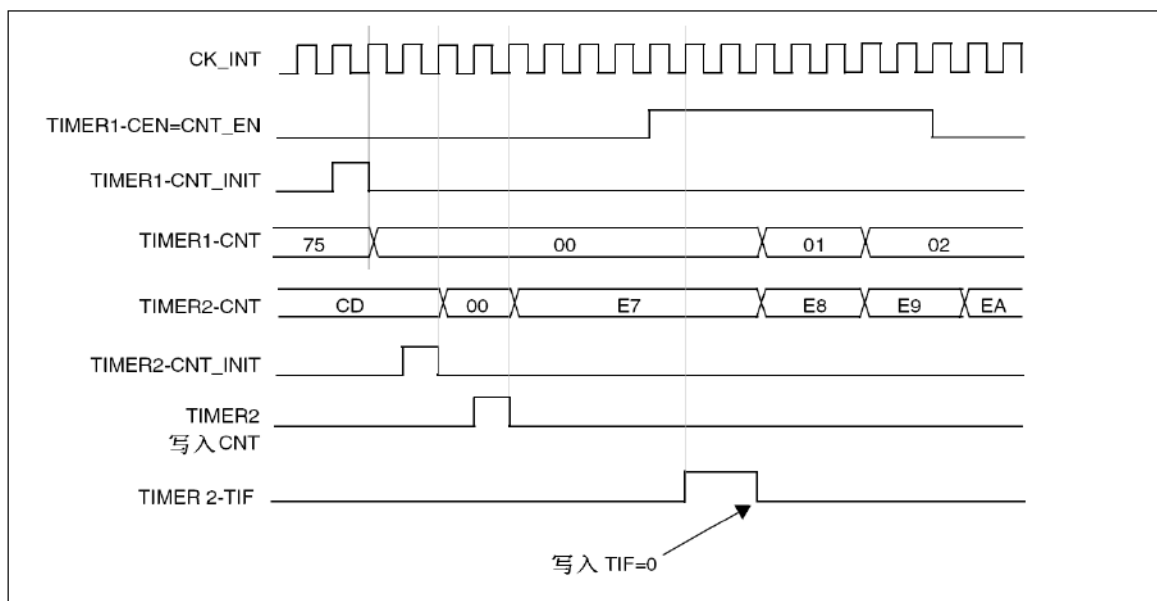 CK_INT
TIMER1-CEN=CNT_EN
TIMER1-CNT_INIT
TIMER1-CNT 75 00 01 02
TIMER2-CNT CD 00 E7 E8 E9 EA
TIMER2-CNT_INIT
TIMER2
写入CNT
TIMER 2-TIF
写入 TIF=0